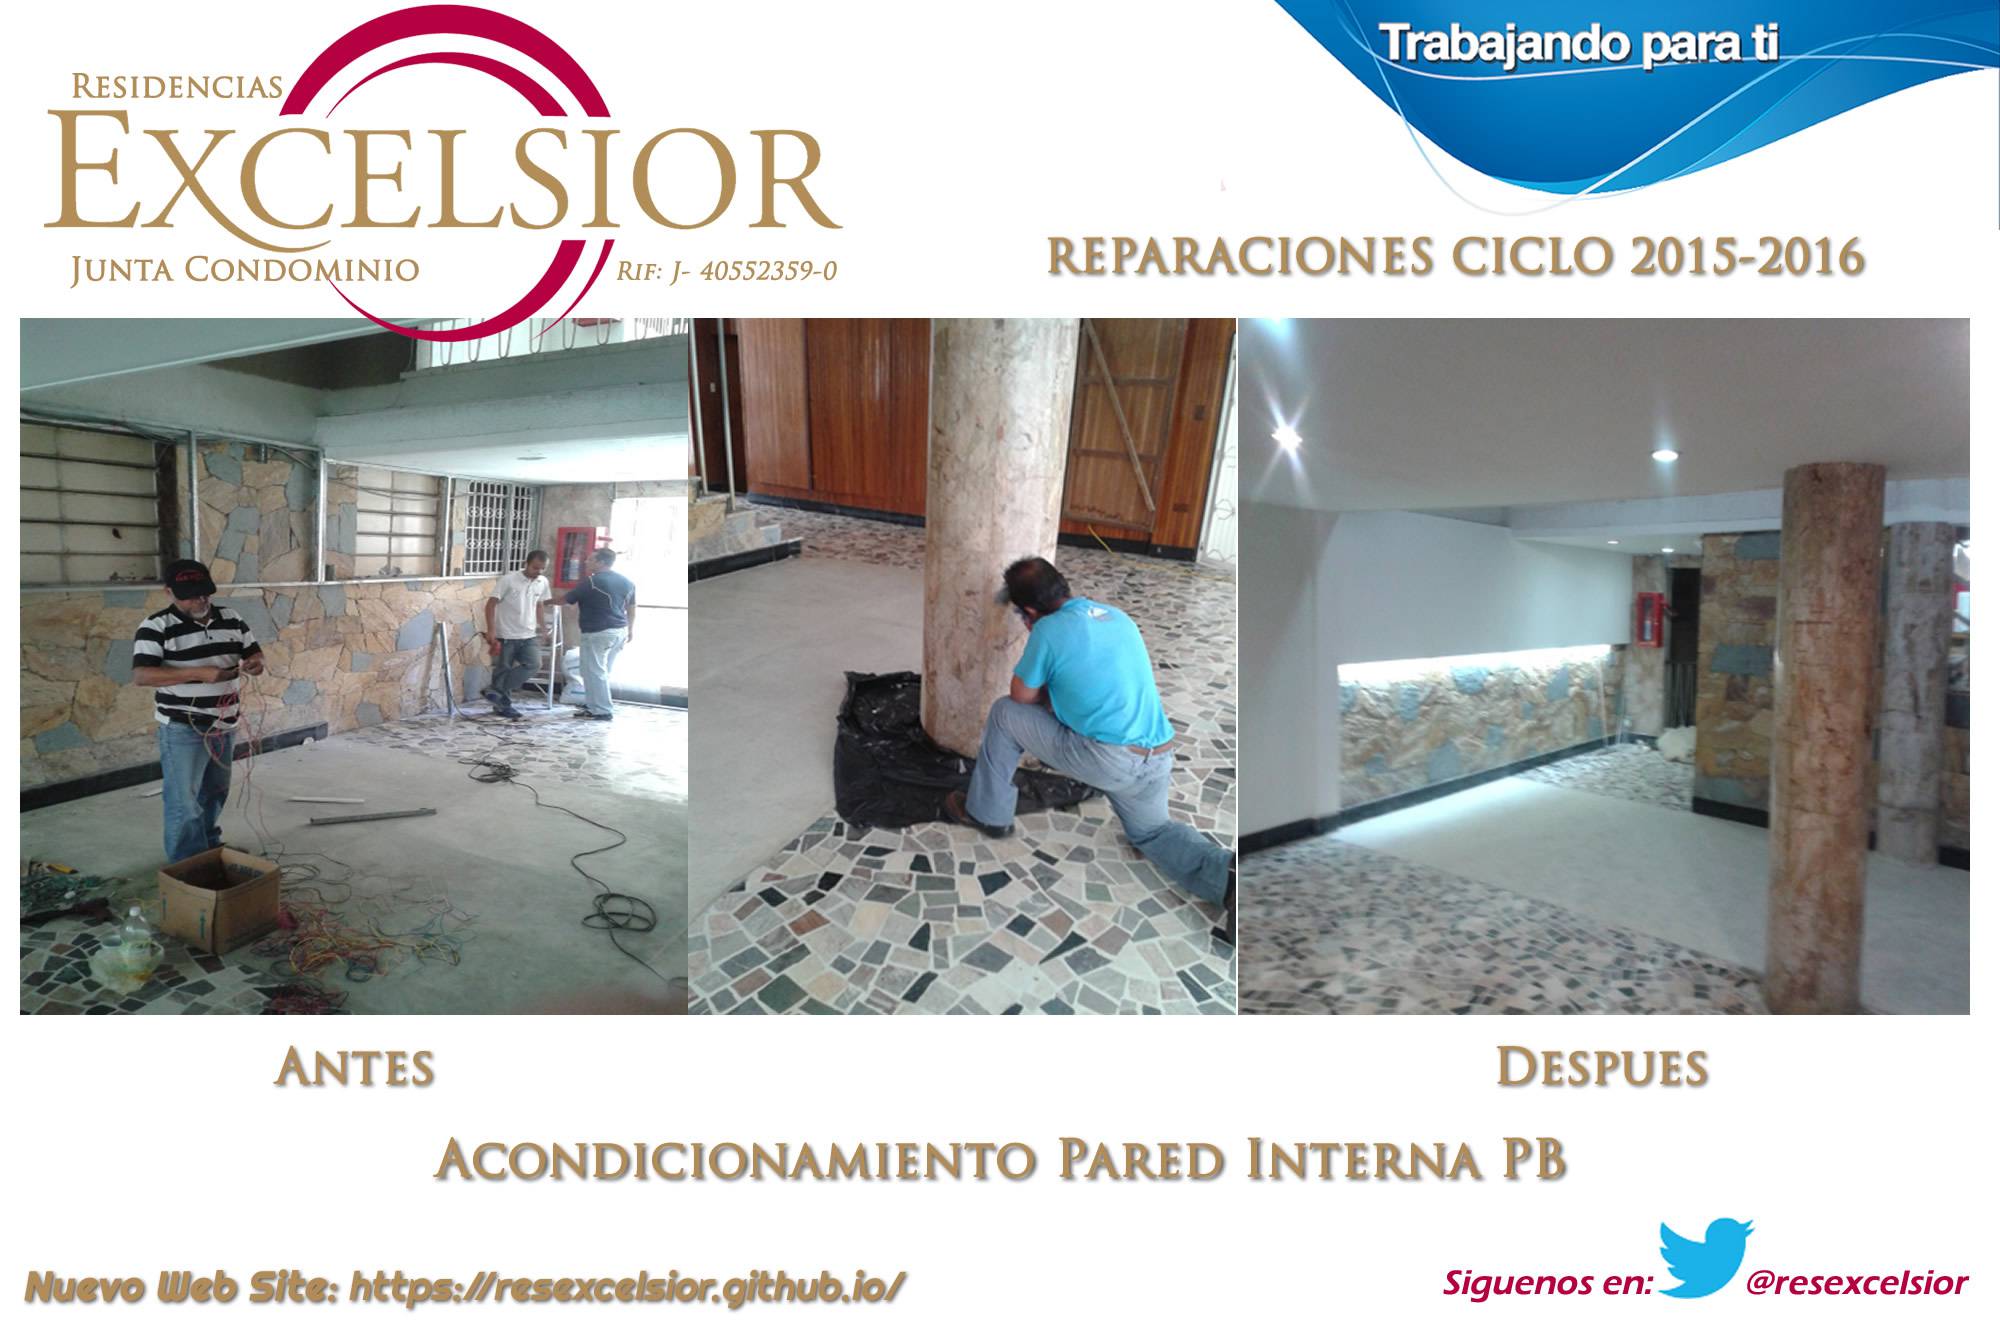 Trabajando para ti
RESIDENCIAS
EXCELSIOR
JUNTA CONDOMINIO
RIF: J- 40552359-0
REPARACIONES CICLO 2015-2016
ANTES
DESPUES
ACONDICIONAMIENTO PARED INTERNA PB
Nuevo Web Site: https://resexcelsior.github.io/
Siguenos en: @resexcelsior